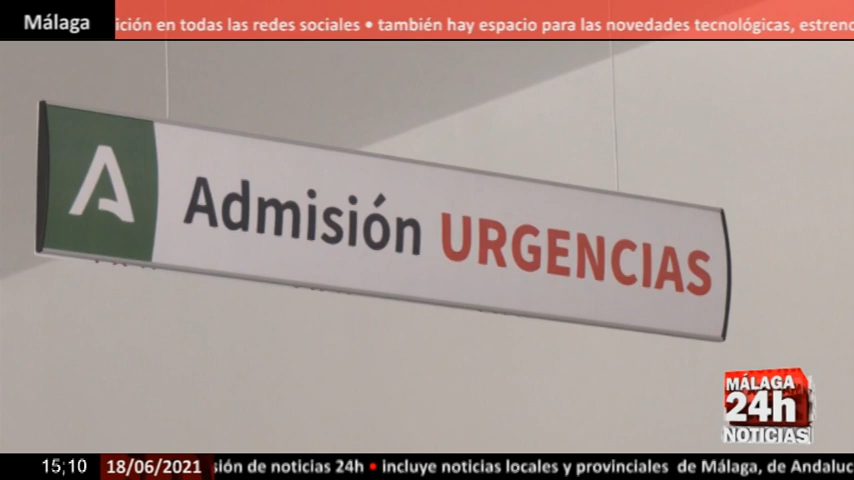 Málaga
ición en todas las redes sociales • también hay espacio para las novedades tecnológicas, estreno
Admisión URGENCIAS
MÁLAGA
24h
NOTICIAS
15:10 18/06/2021 sión de noticias 24h • incluye noticias locales y provinciales de Málaga, de Andaluc